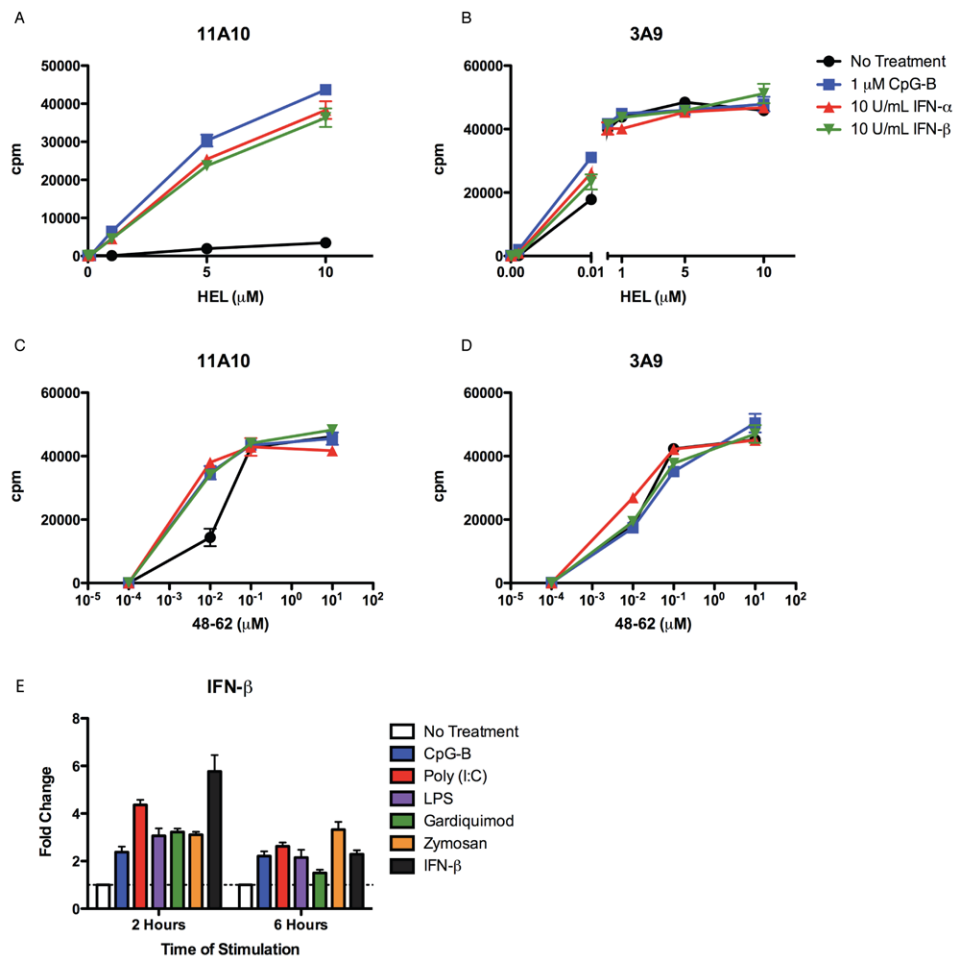 A
11A10
50000
40000
30000
20000
10000
0
cpm
0
5
10
HEL (μM)
B
3A9
60000
40000
20000
0
cpm
0.00
0.01
1
5
10
HEL (μM)
No Treatment
1 μM CpG-B
10 U/mL IFN-α
10 U/mL IFN-β
C
11A10
60000
40000
20000
0
cpm
10⁻⁵
10⁻⁴
10⁻³
10⁻²
10⁻¹
10⁰
10¹
10²
48-62 (μM)
D
3A9
60000
40000
20000
0
cpm
10⁻⁵
10⁻⁴
10⁻³
10⁻²
10⁻¹
10⁰
10¹
10²
48-62 (μM)
E
IFN-β
8
6
4
2
0
Fold Change
2 Hours
6 Hours
Time of Stimulation
No Treatment
CpG-B
Poly (I:C)
LPS
Gardiquimod
Zymosan
IFN-β